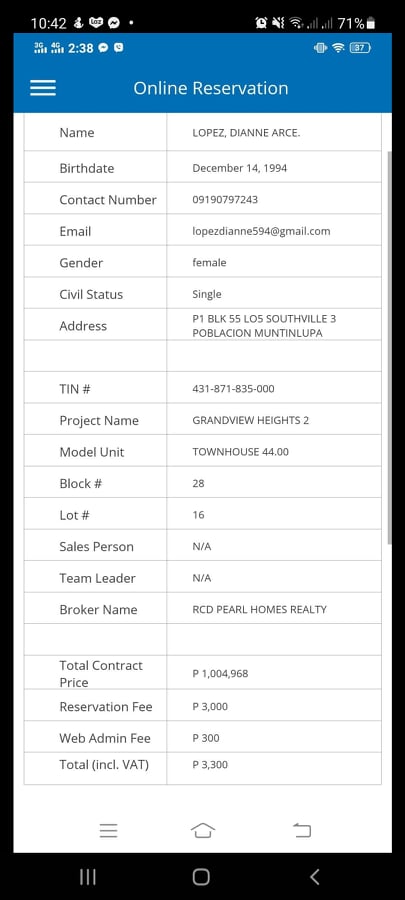 10:42
71%
3G 4G 2:38
37
Online Reservation
Name LOPEZ, DIANNE ARCE.
Birthdate December 14, 1994
Contact Number 09190797243
Email lopezdianne594@gmail.com
Gender female
Civil Status Single
Address P1 BLK 55 LO5 SOUTHVILLE 3
POBLACION MUNTINLUPA
TIN # 431-871-835-000
Project Name GRANDVIEW HEIGHTS 2
Model Unit TOWNHOUSE 44.00
Block # 28
Lot # 16
Sales Person N/A
Team Leader N/A
Broker Name RCD PEARL HOMES REALTY
Total Contract
Price P 1,004,968
Reservation Fee P 3,000
Web Admin Fee P 300
Total (incl. VAT) P 3,300